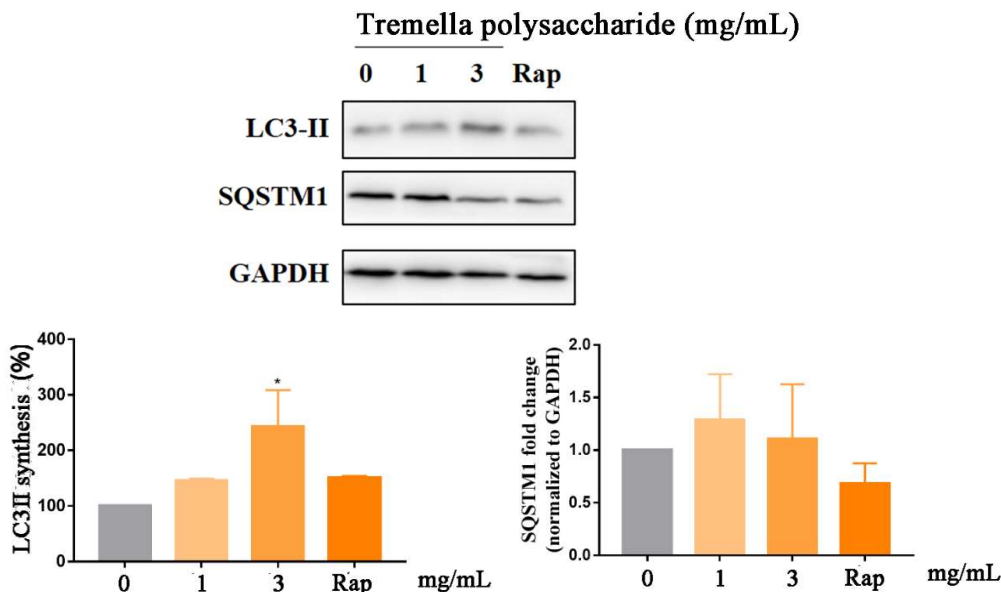 Tremella polysaccharide (mg/mL)
0 1 3 Rap
LC3-II
SQSTM1
GAPDH
LC3II synthesis (%)
400
300
200
100
0
*
0 1 3 Rap mg/mL
SQSTM1 fold change
(normalized to GAPDH)
2.0
1.5
1.0
0.5
0.0
0 1 3 Rap mg/mL